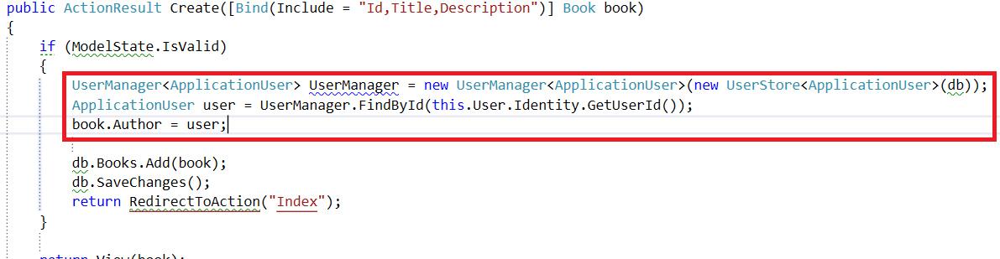 public ActionResult Create([Bind(Include = "Id,Title,Description")] Book book)
{
if (ModelState.IsValid)
{
UserManager<ApplicationUser> UserManager = new UserManager<ApplicationUser>(new UserStore<ApplicationUser>(db));
ApplicationUser user = UserManager.FindById(this.User.Identity.GetUserId());
book.Author = user;
db.Books.Add(book);
db.SaveChanges();
return RedirectToAction("Index");
}
return View(book);